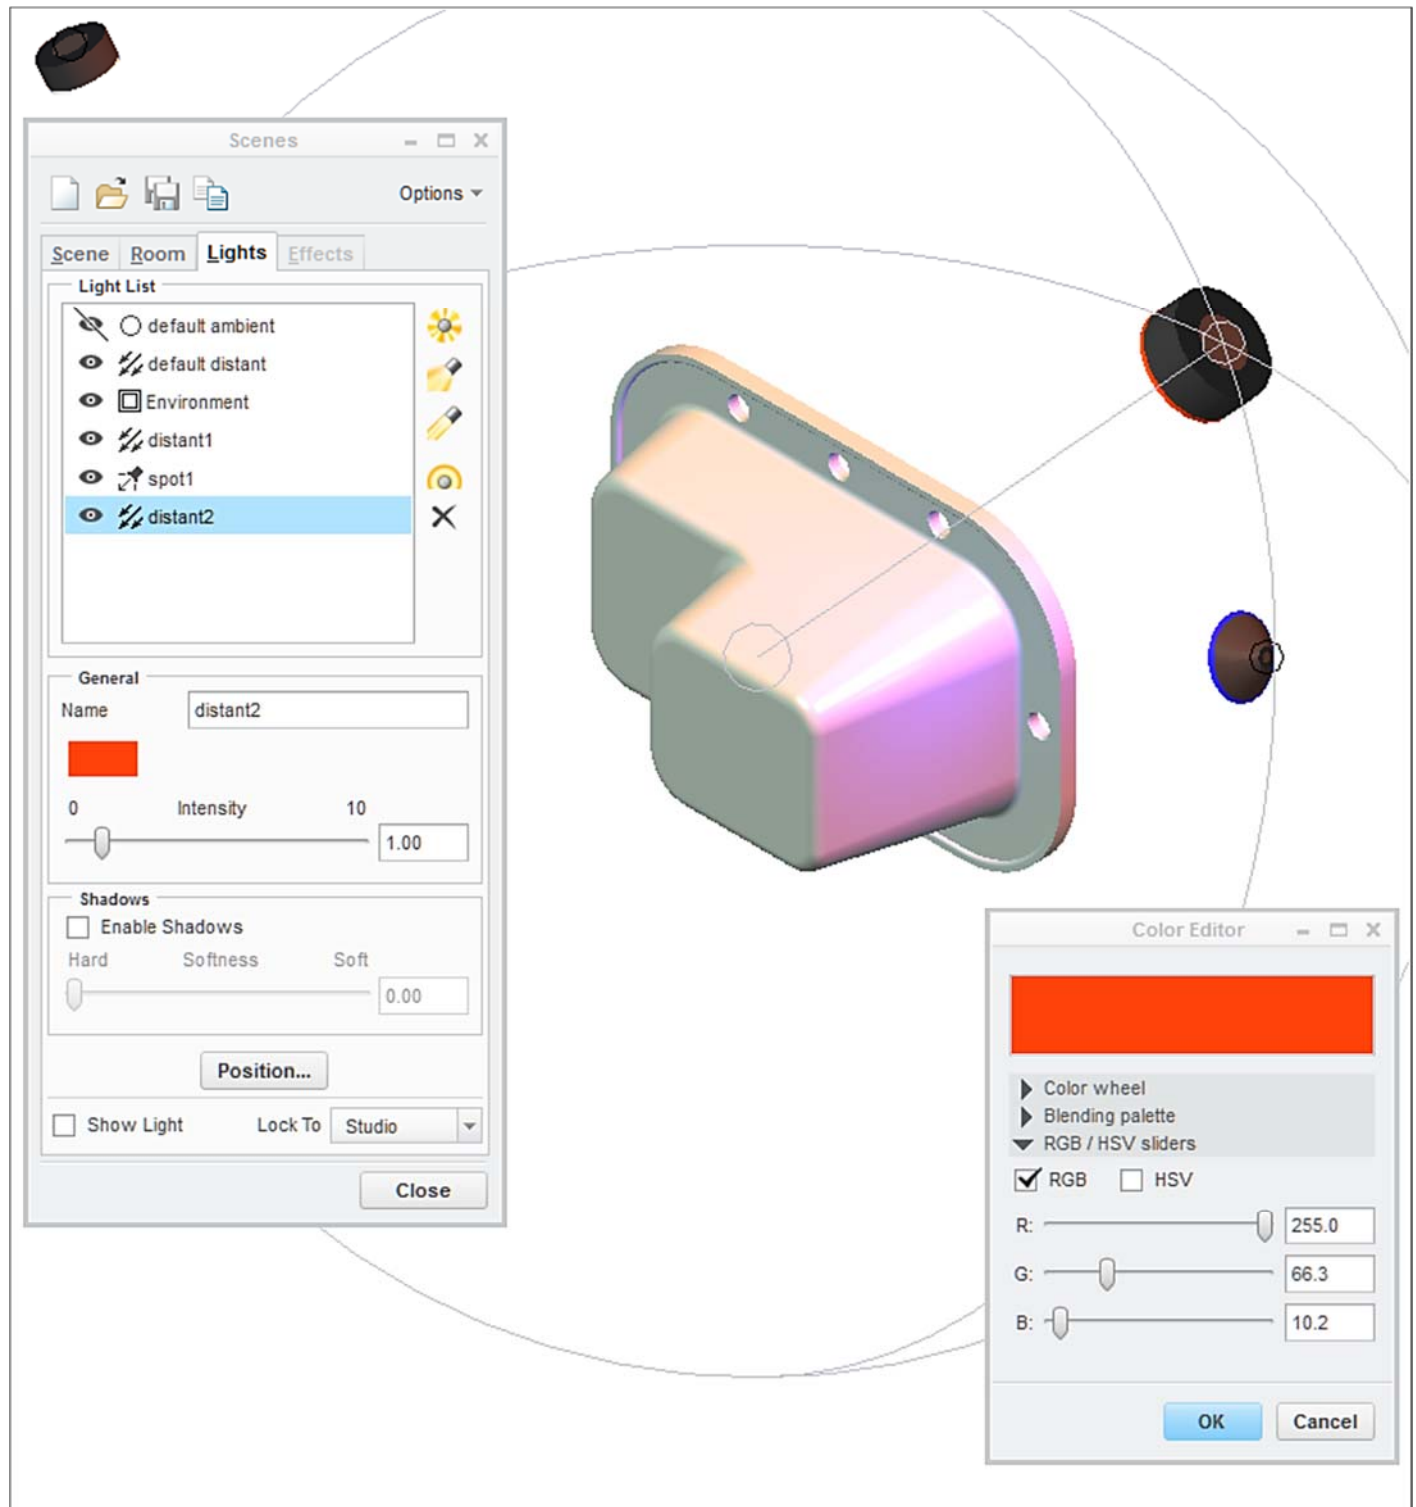 Scenes
Options
Scene Room Lights Effects
Light List
default ambient
default distant
Environment
distant1
spot1
distant2
General
Name distant2
0 Intensity 10
1.00
Shadows
Enable Shadows
Hard Softness Soft
0.00
Position...
Show Light Lock To Studio
Close
Color Editor
Color wheel
Blending palette
RGB / HSV sliders
RGB HSV
R: 255.0
G: 66.3
B: 10.2
OK Cancel